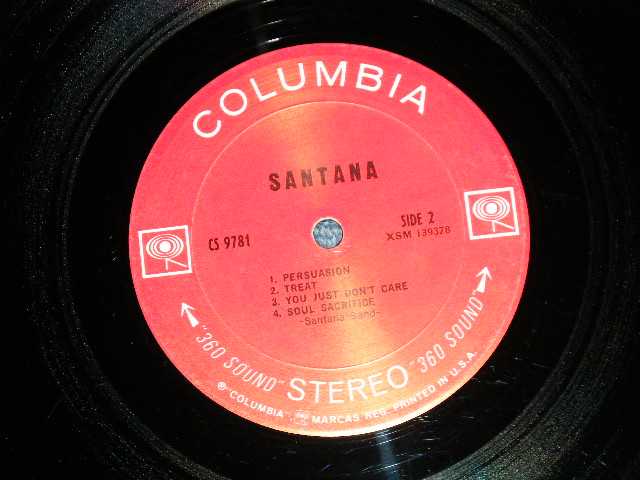 COLUMBIA
SANTANA
CS 9781
SIDE 2
XSM 139378
1. PERSUASION
2. TREAT
3. YOU JUST DON'T CARE
4. SOUL SACRIFICE
-Santana Band-
"360 SOUND" STEREO "360 SOUND"
® "COLUMBIA" MARCAS REG. PRINTED IN U.S.A.